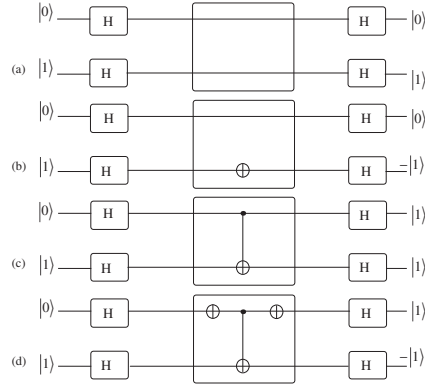 |0⟩ H H |0⟩
(a) |1⟩ H H |1⟩
|0⟩ H H |0⟩
(b) |1⟩ H H −|1⟩
|0⟩ H H |1⟩
(c) |1⟩ H H |1⟩
|0⟩ H H |1⟩
(d) |1⟩ H H −|1⟩